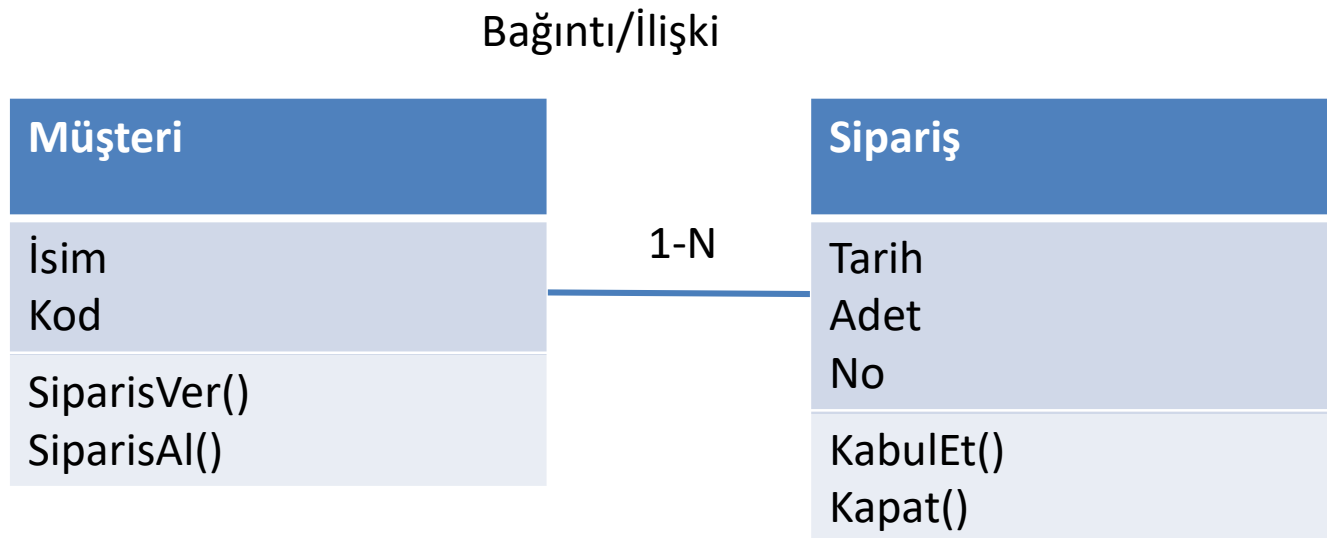 Bağıntı/İlişki
Müşteri
İsim
Kod
SiparisVer()
SiparisAl()
1-N
Sipariş
Tarih
Adet
No
KabulEt()
Kapat()